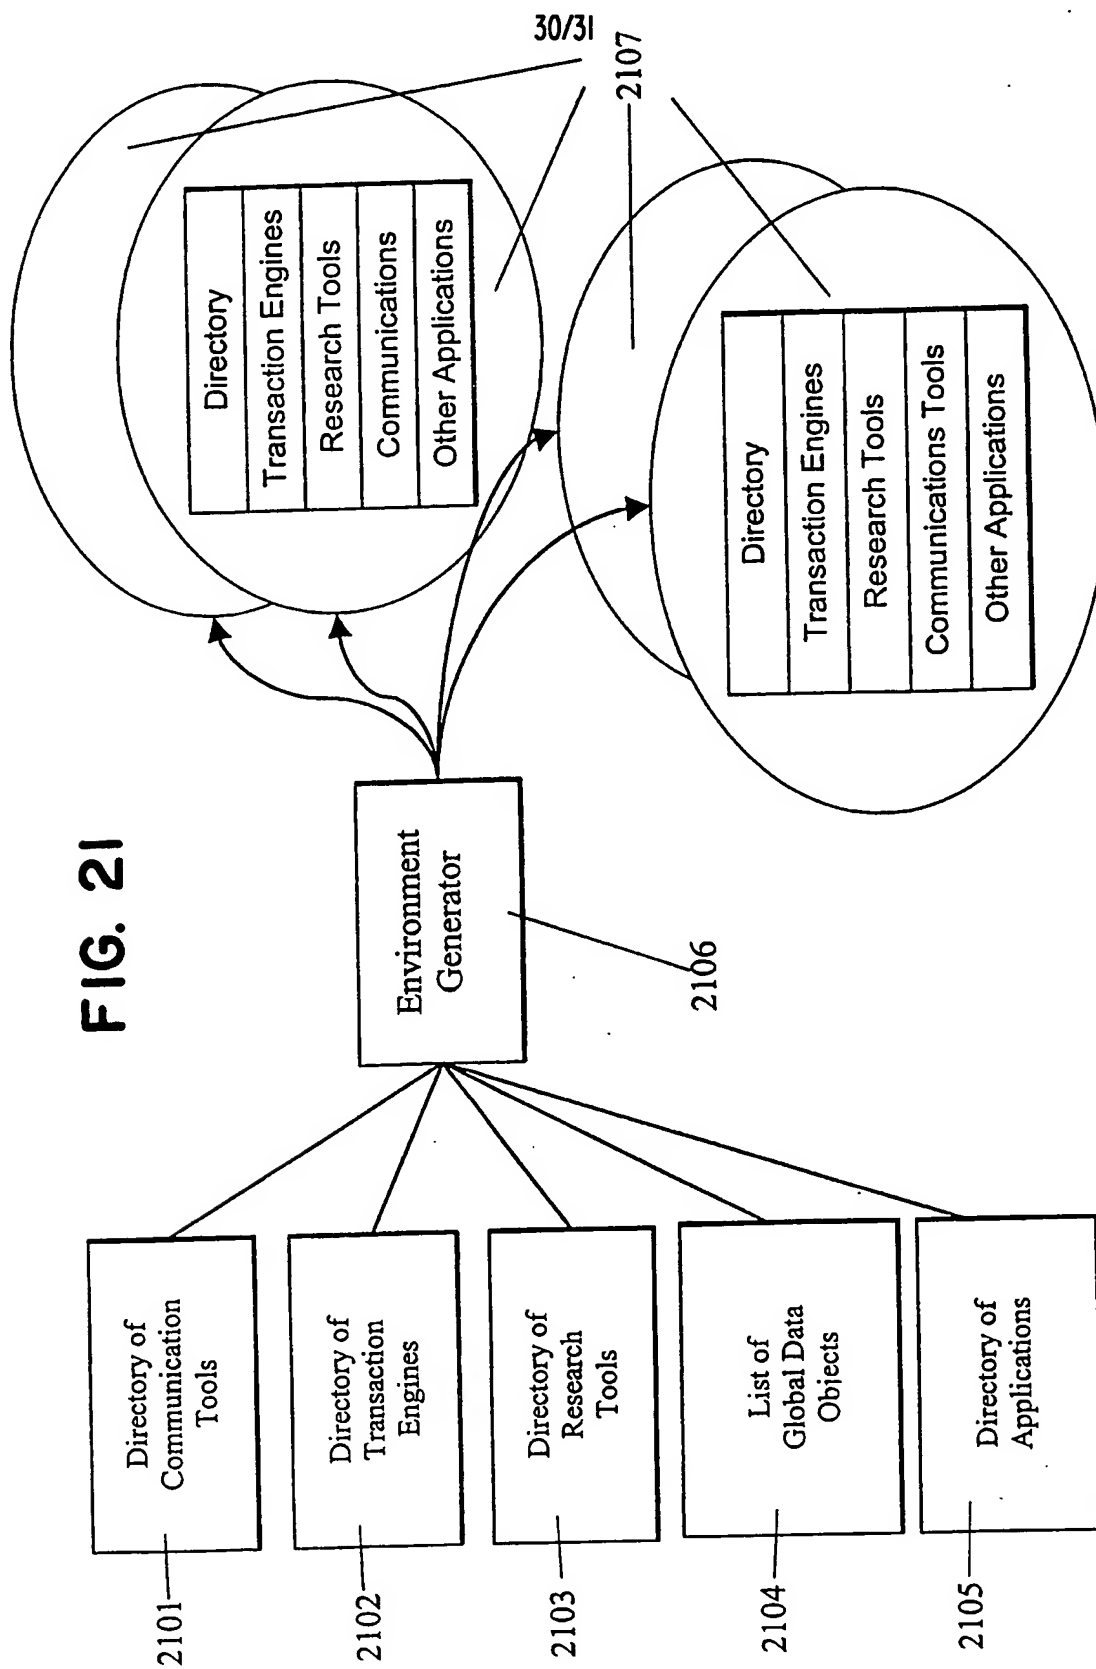 30/31
FIG. 21
2101
Directory of
Communication
Tools
2102
Directory of
Transaction
Engines
2103
Directory of
Research
Tools
2104
List of
Global Data
Objects
2105
Directory of
Applications
Environment
Generator
2106
Directory
Transaction Engines
Research Tools
Communications
Other Applications
2107
Directory
Transaction Engines
Research Tools
Communications Tools
Other Applications